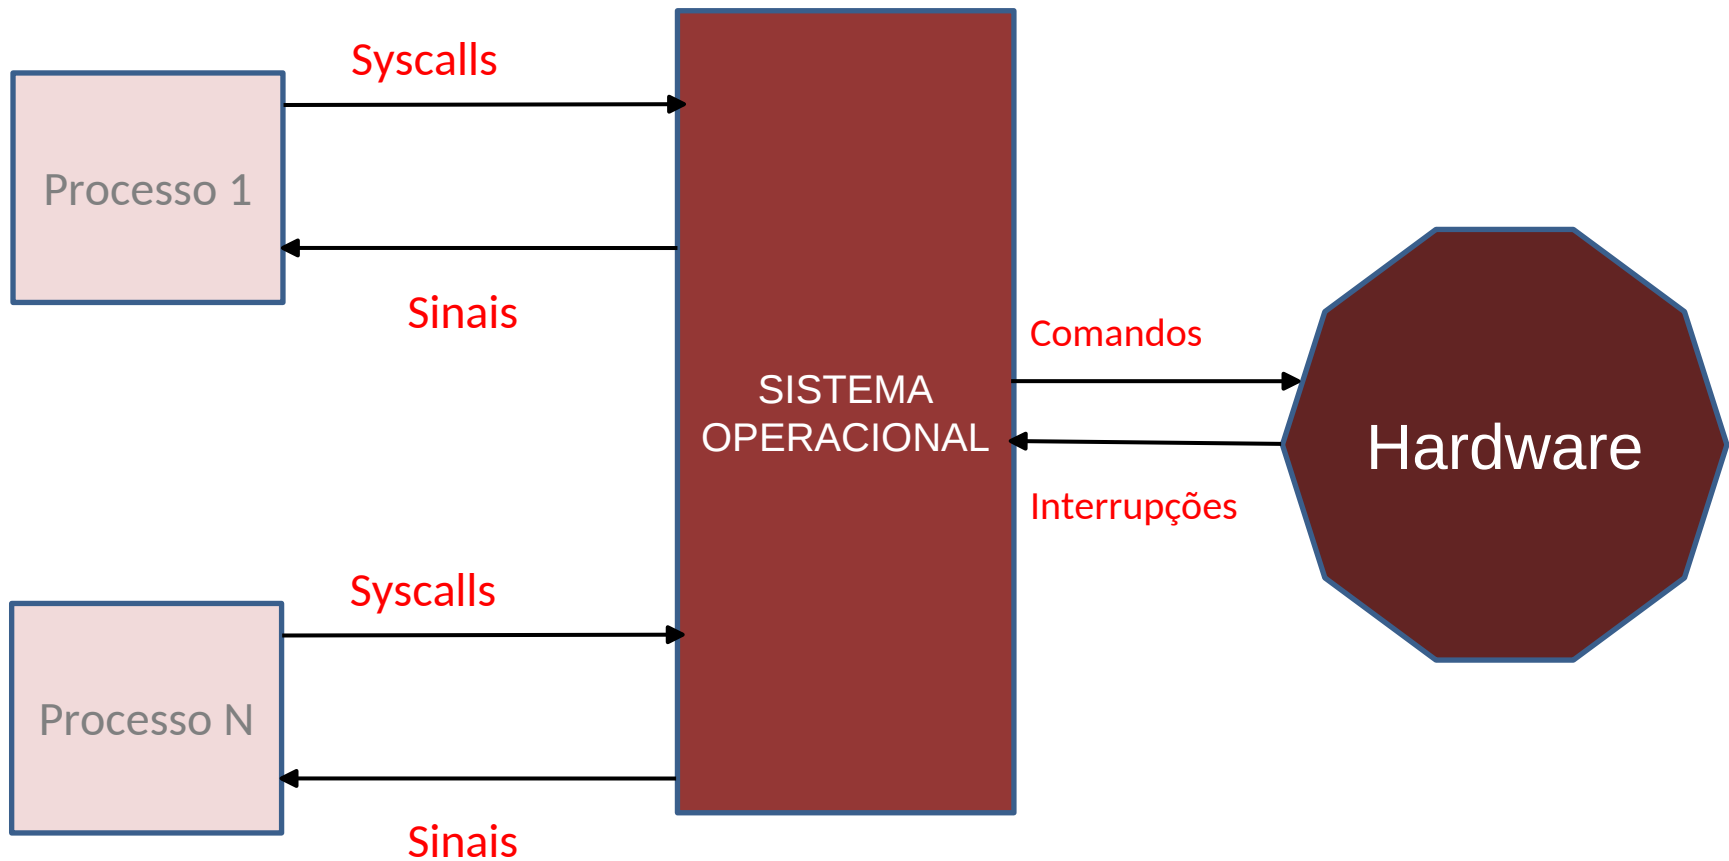 Syscalls
Processo 1
Sinais
SISTEMA
OPERACIONAL
Comandos
Hardware
Interrupções
Syscalls
Processo N
Sinais